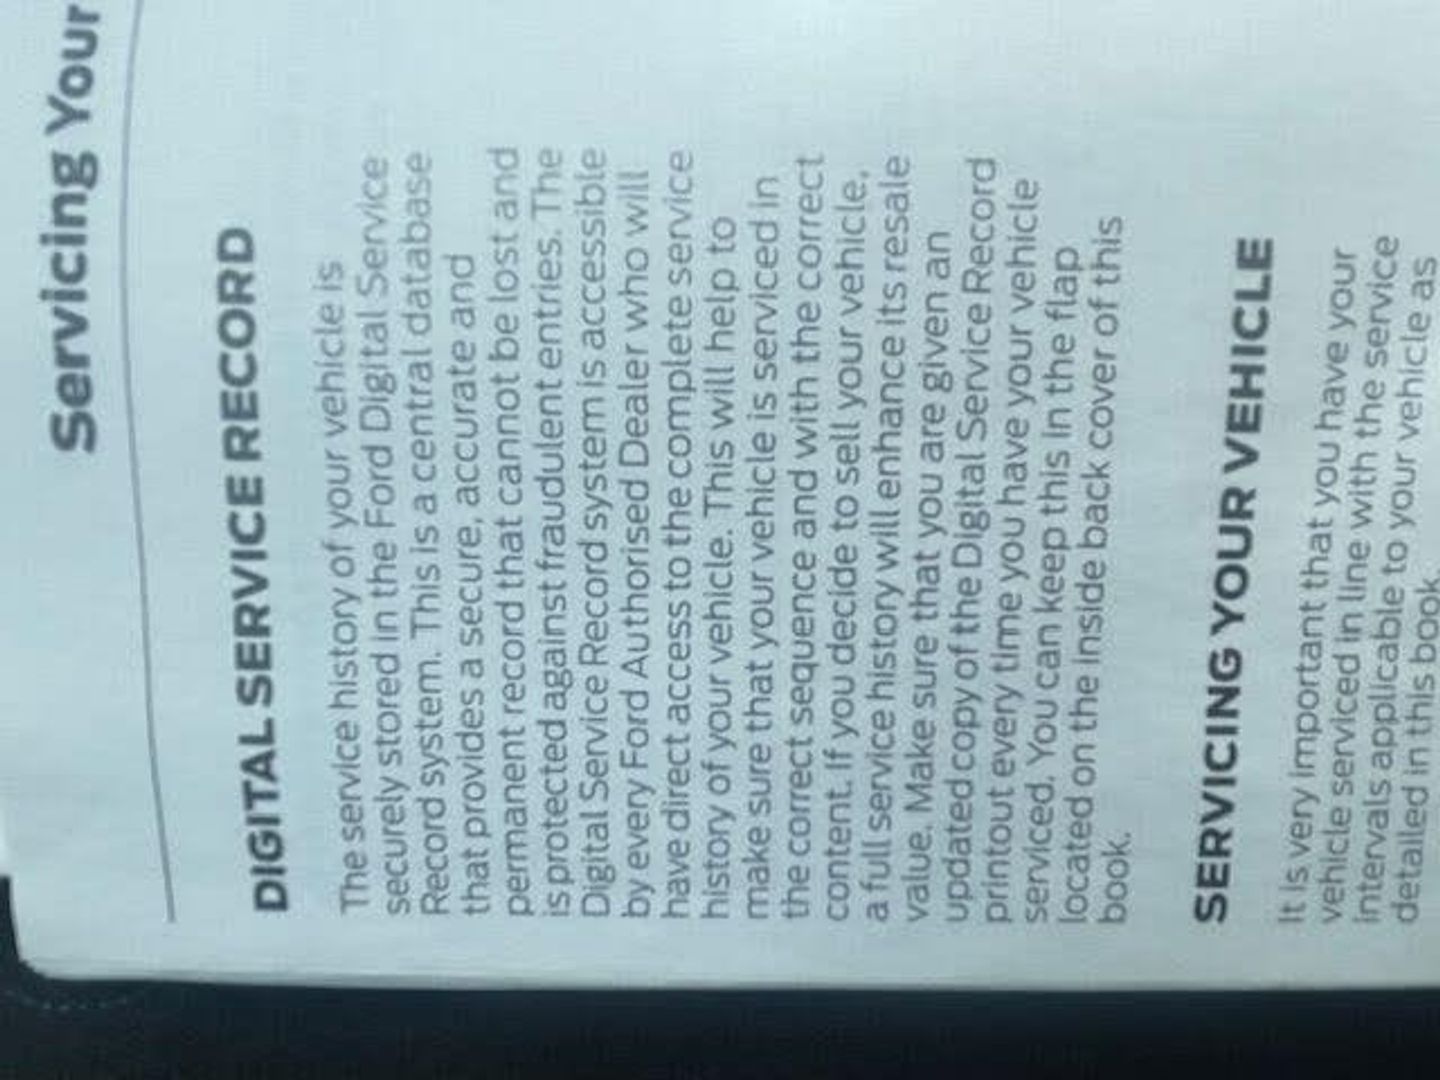 Servicing Your
DIGITAL SERVICE RECORD
The service history of your vehicle is
securely stored in the Ford Digital Service
Record system. This is a central database
that provides a secure, accurate and
permanent record that cannot be lost and
is protected against fraudulent entries. The
Digital Service Record system is accessible
by every Ford Authorised Dealer who will
have direct access to the complete service
history of your vehicle. This will help to
make sure that your vehicle is serviced in
the correct sequence and with the correct
content. If you decide to sell your vehicle,
a full service history will enhance its resale
value. Make sure that you are given an
updated copy of the Digital Service Record
printout every time you have your vehicle
serviced. You can keep this in the flap
located on the inside back cover of this
book.
SERVICING YOUR VEHICLE
It is very important that you have your
vehicle serviced in line with the service
intervals applicable to your vehicle as
detailed in this book.